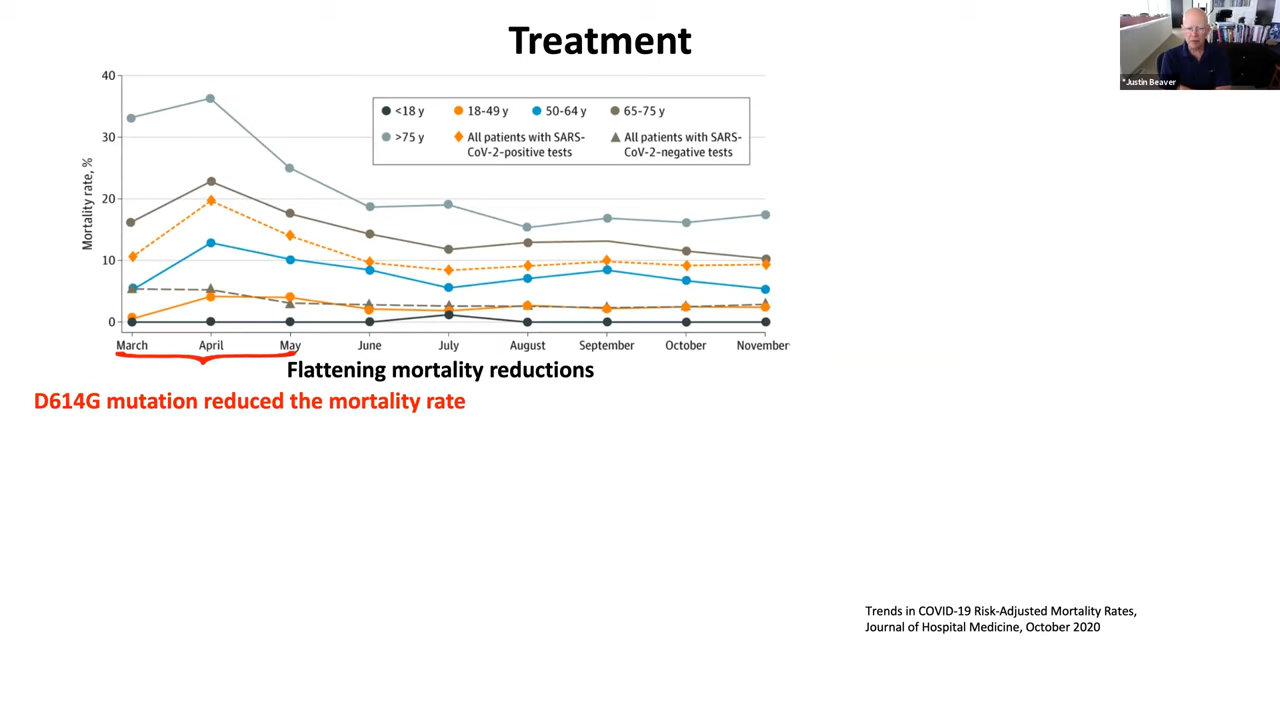 Treatment
*Justin Beaver
40
30
20
10
0
Mortality rate, %
<18 y
18-49 y
50-64 y
65-75 y
>75 y
All patients with SARS-
CoV-2-positive tests
All patients with SARS-
CoV-2-negative tests
March
April
May
June
July
August
September
October
November
Flattening mortality reductions
D614G mutation reduced the mortality rate
Trends in COVID-19 Risk-Adjusted Mortality Rates,
Journal of Hospital Medicine, October 2020